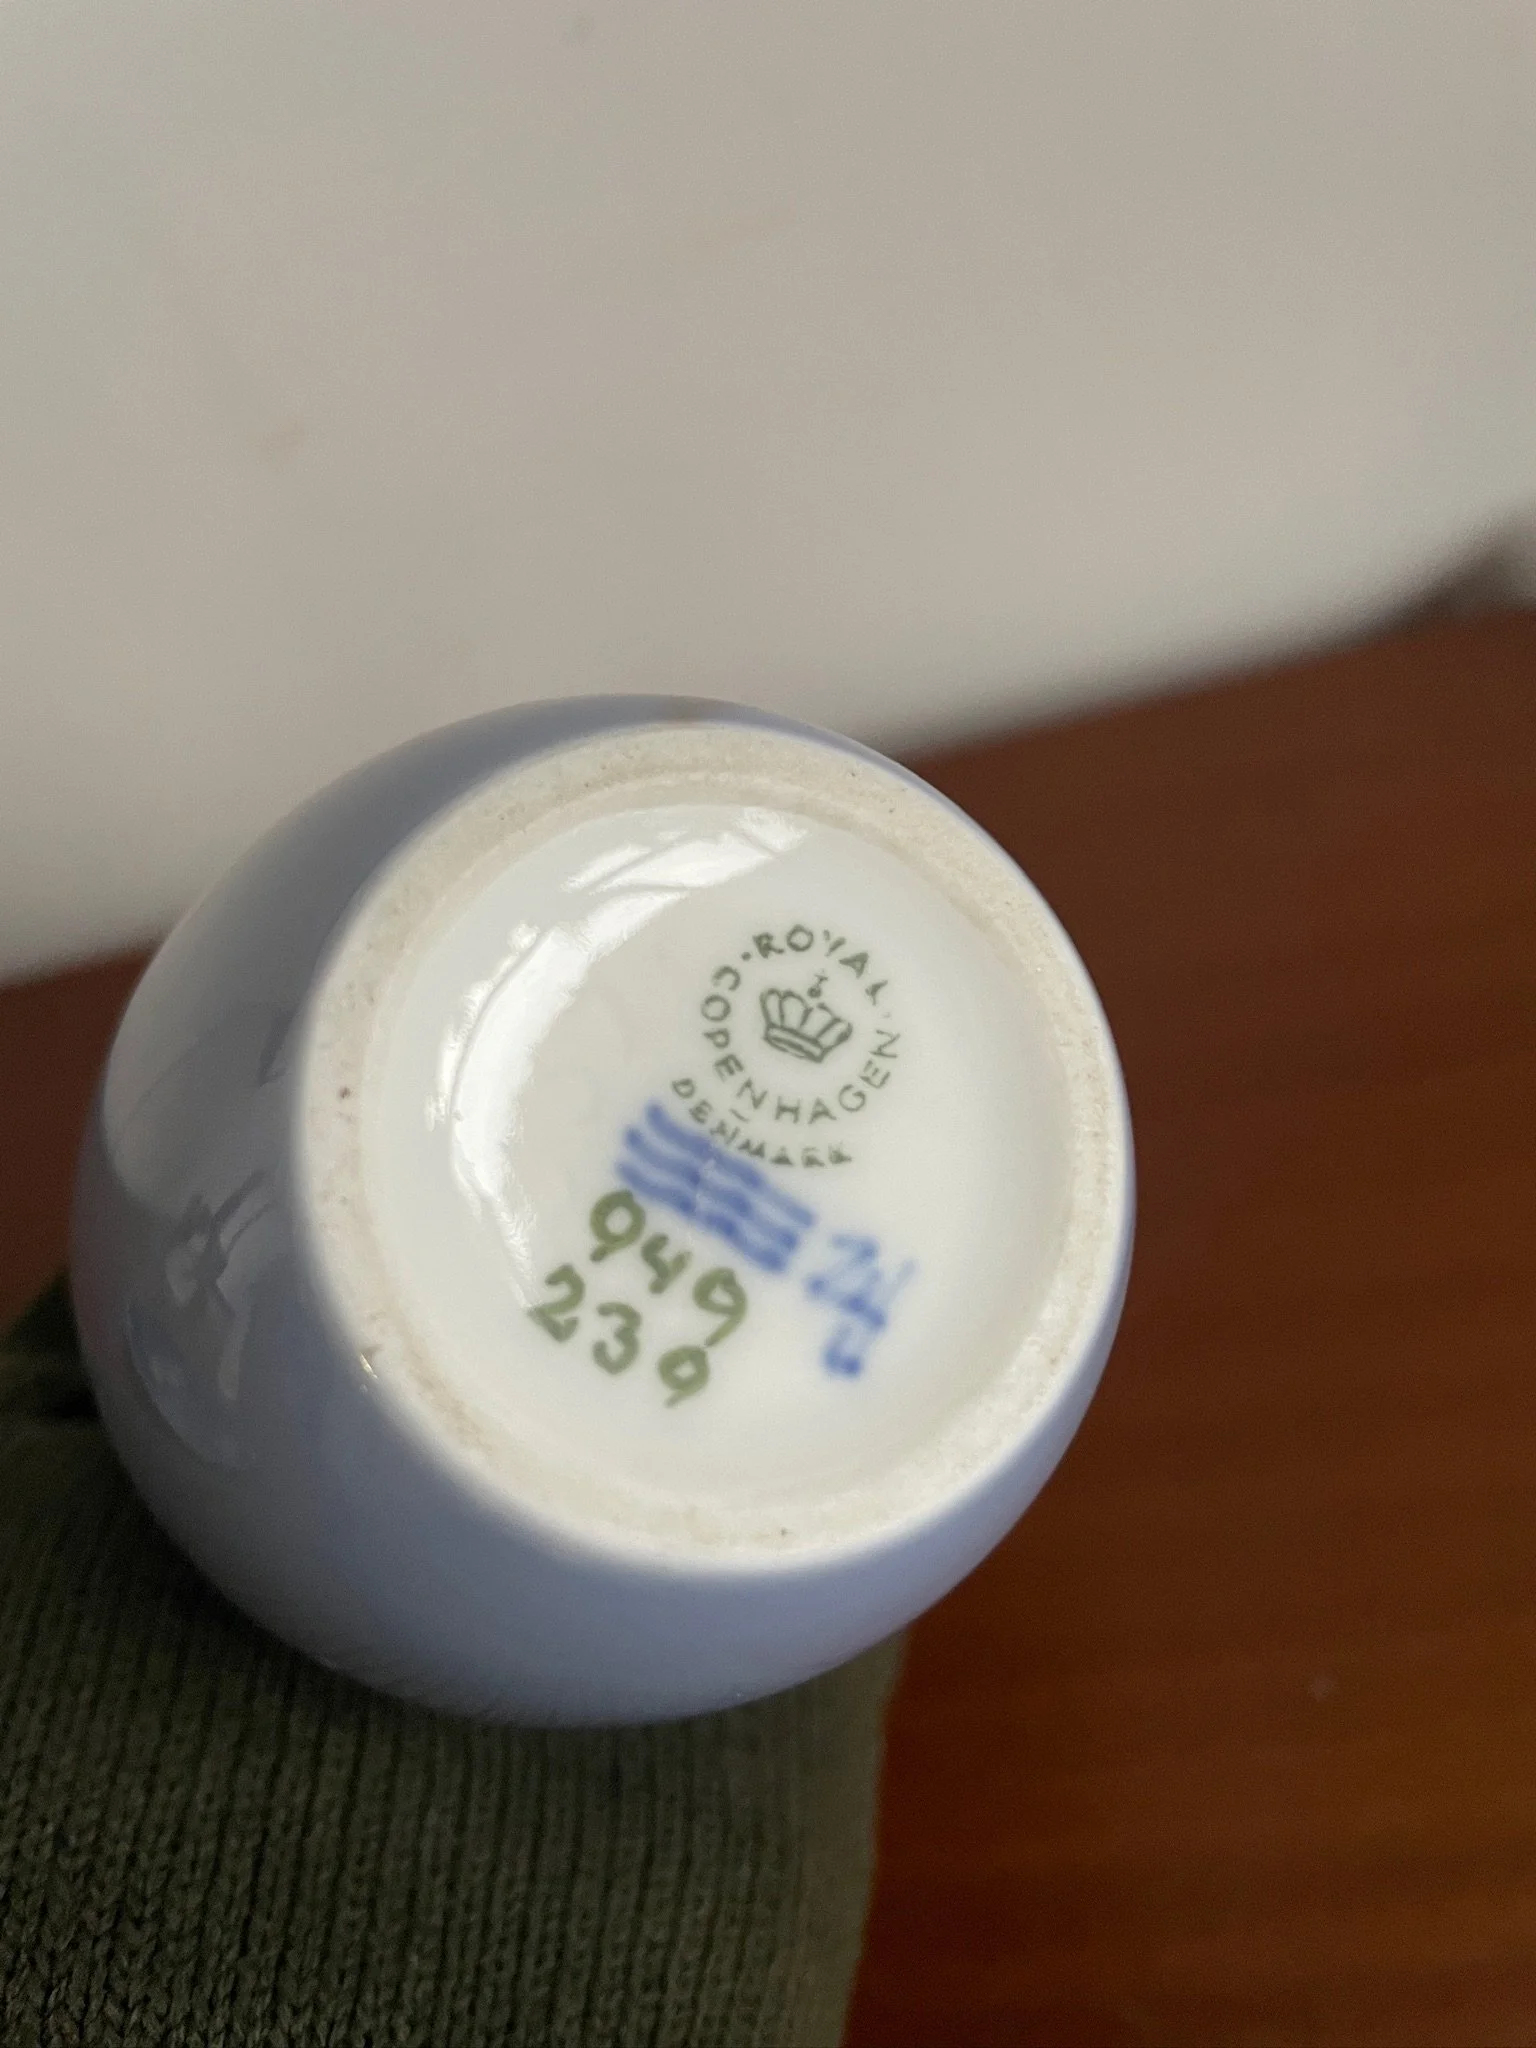 ROYAL COPENHAGEN
DENMARK
949
239